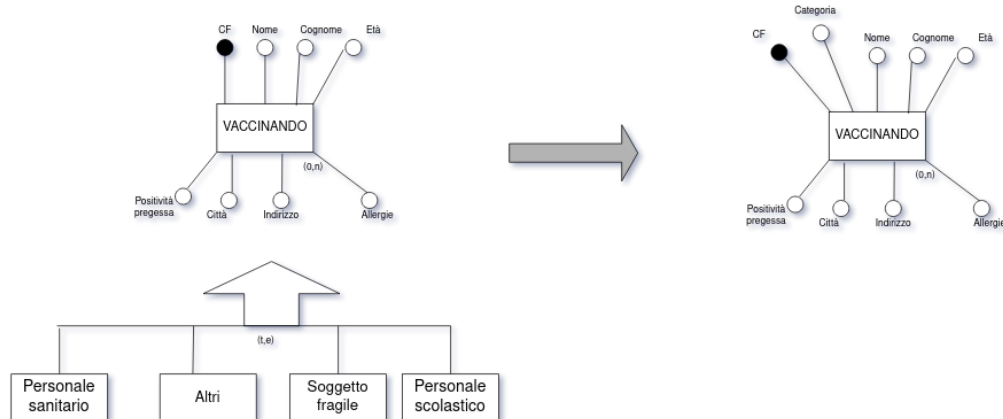 CF
Nome
Cognome
Età
VACCINANDO
(0,n)
Positività
pregessa
Città
Indirizzo
Allergie
(t,e)
Personale
sanitario
Altri
Soggetto
fragile
Personale
scolastico
Categoria
CF
Nome
Cognome
Età
VACCINANDO
(0,n)
Positività
pregessa
Città
Indirizzo
Allergie